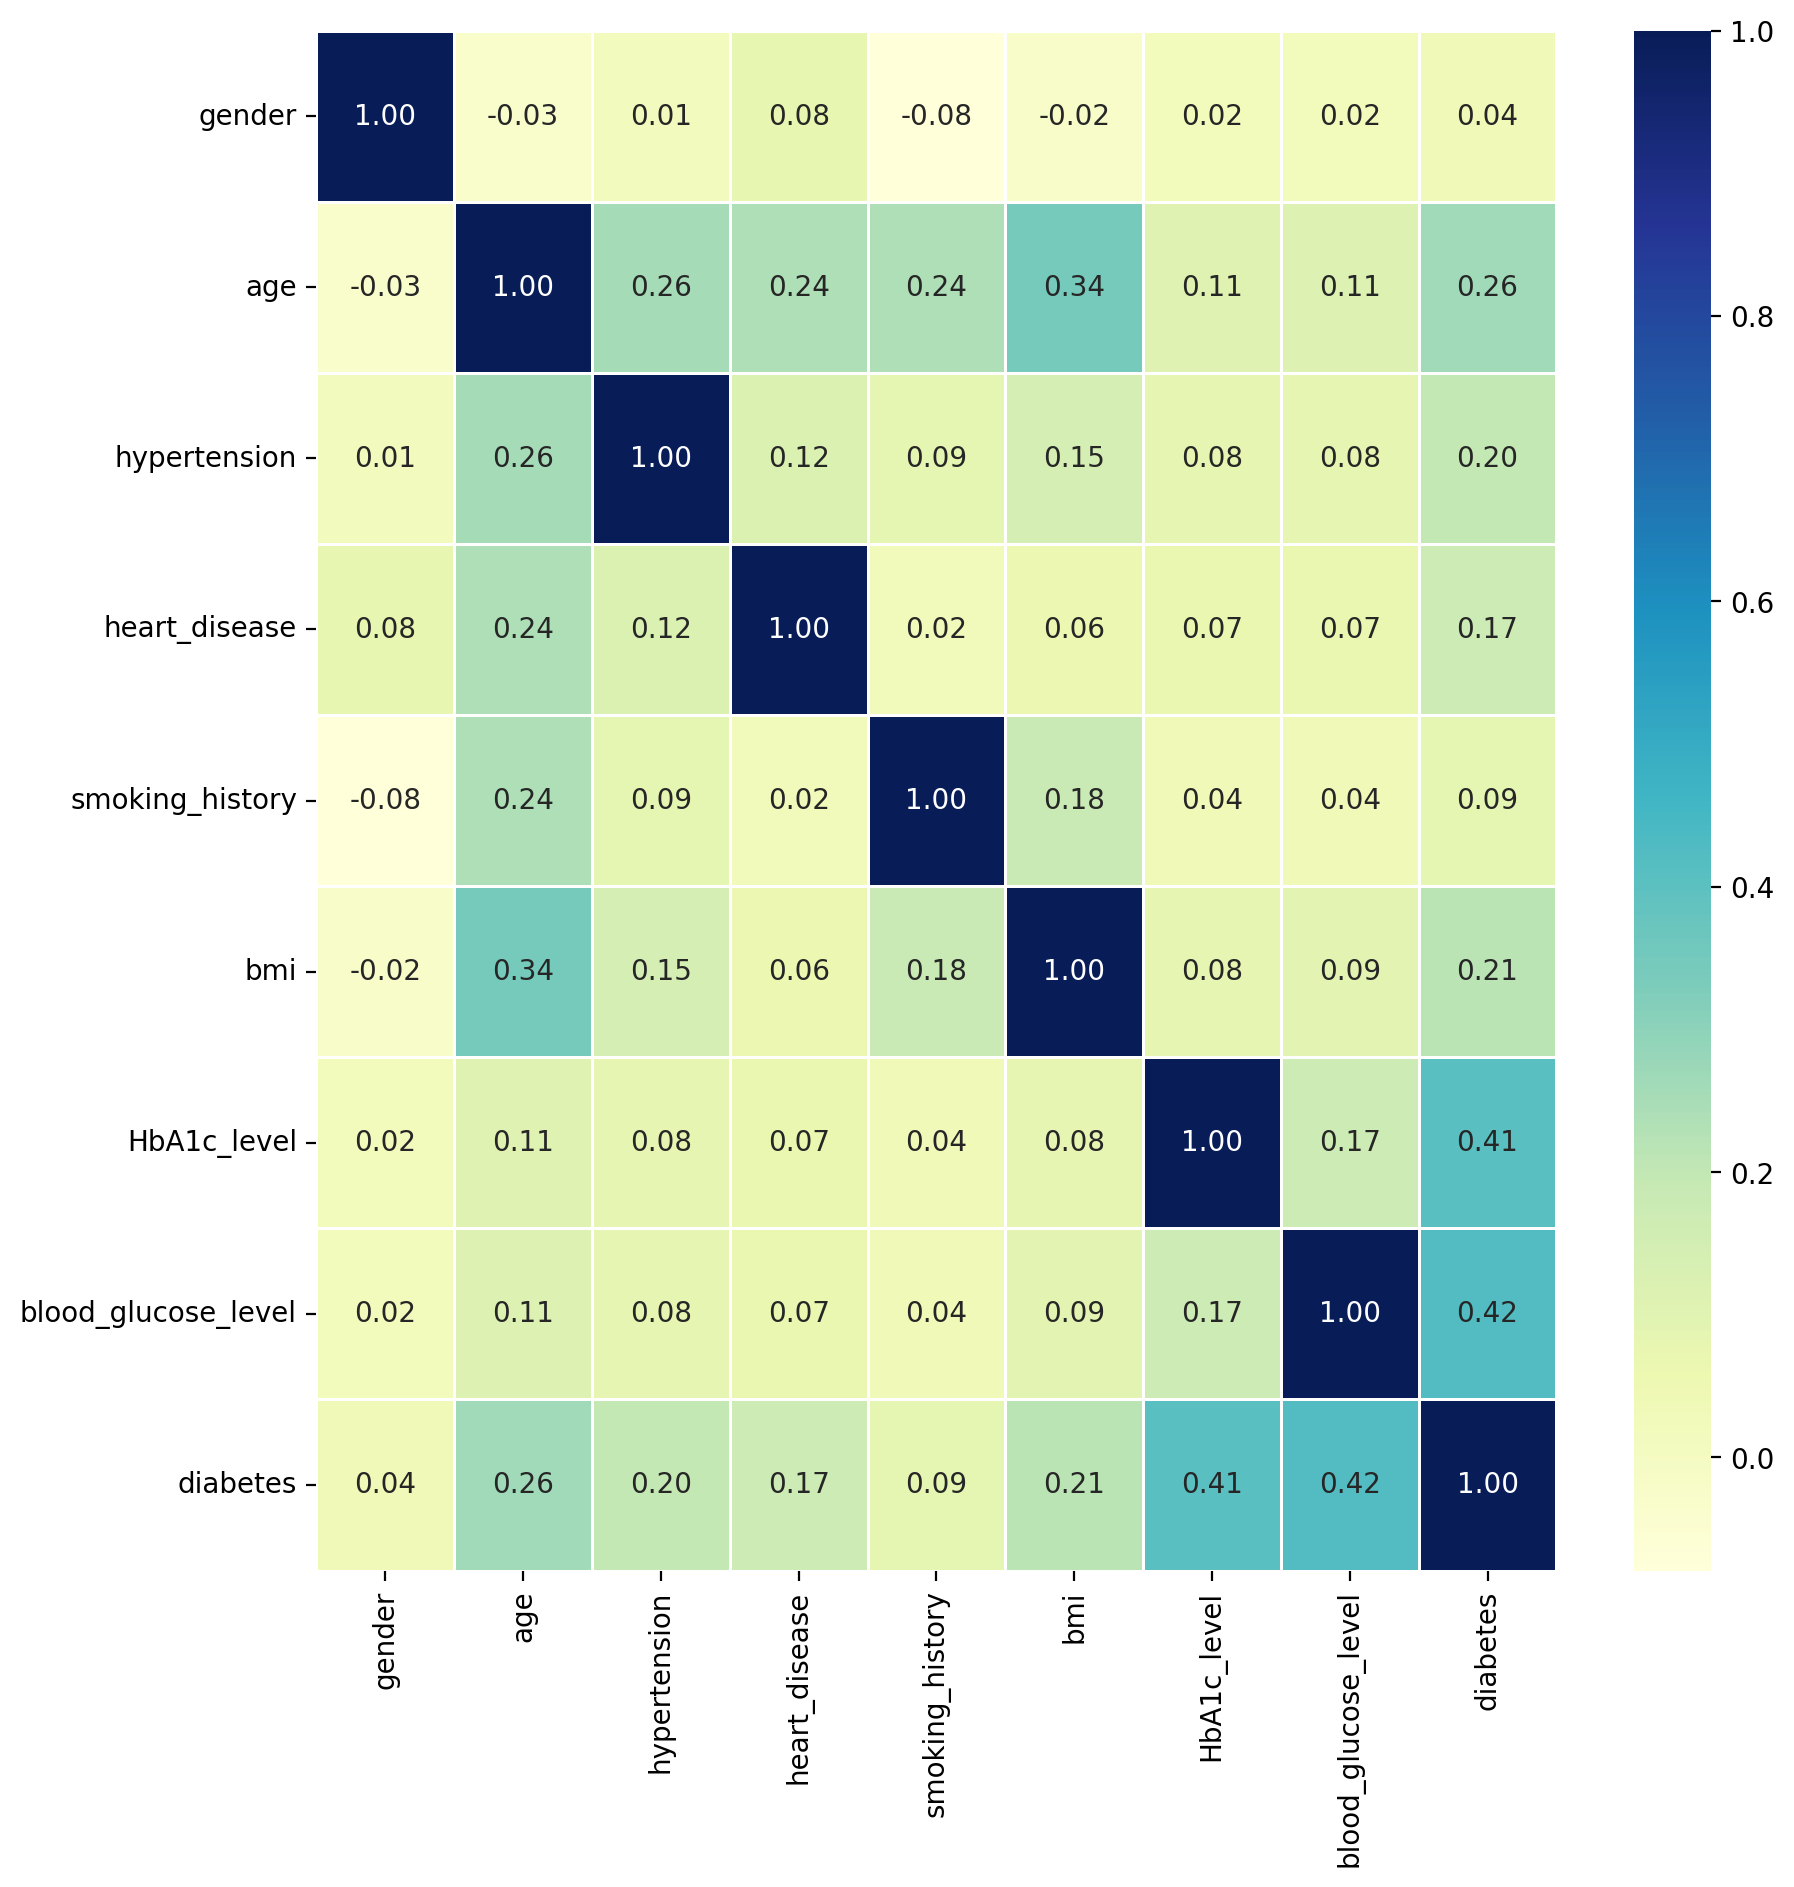 gender 1.00 -0.03 0.01 0.08 -0.08 -0.02 0.02 0.02 0.04
age -0.03 1.00 0.26 0.24 0.24 0.34 0.11 0.11 0.26
hypertension 0.01 0.26 1.00 0.12 0.09 0.15 0.08 0.08 0.20
heart_disease 0.08 0.24 0.12 1.00 0.02 0.06 0.07 0.07 0.17
smoking_history -0.08 0.24 0.09 0.02 1.00 0.18 0.04 0.04 0.09
bmi -0.02 0.34 0.15 0.06 0.18 1.00 0.08 0.09 0.21
HbA1c_level 0.02 0.11 0.08 0.07 0.04 0.08 1.00 0.17 0.41
blood_glucose_level 0.02 0.11 0.08 0.07 0.04 0.09 0.17 1.00 0.42
diabetes 0.04 0.26 0.20 0.17 0.09 0.21 0.41 0.42 1.00
gender
age
hypertension
heart_disease
smoking_history
bmi
HbA1c_level
blood_glucose_level
diabetes
1.0
0.8
0.6
0.4
0.2
0.0